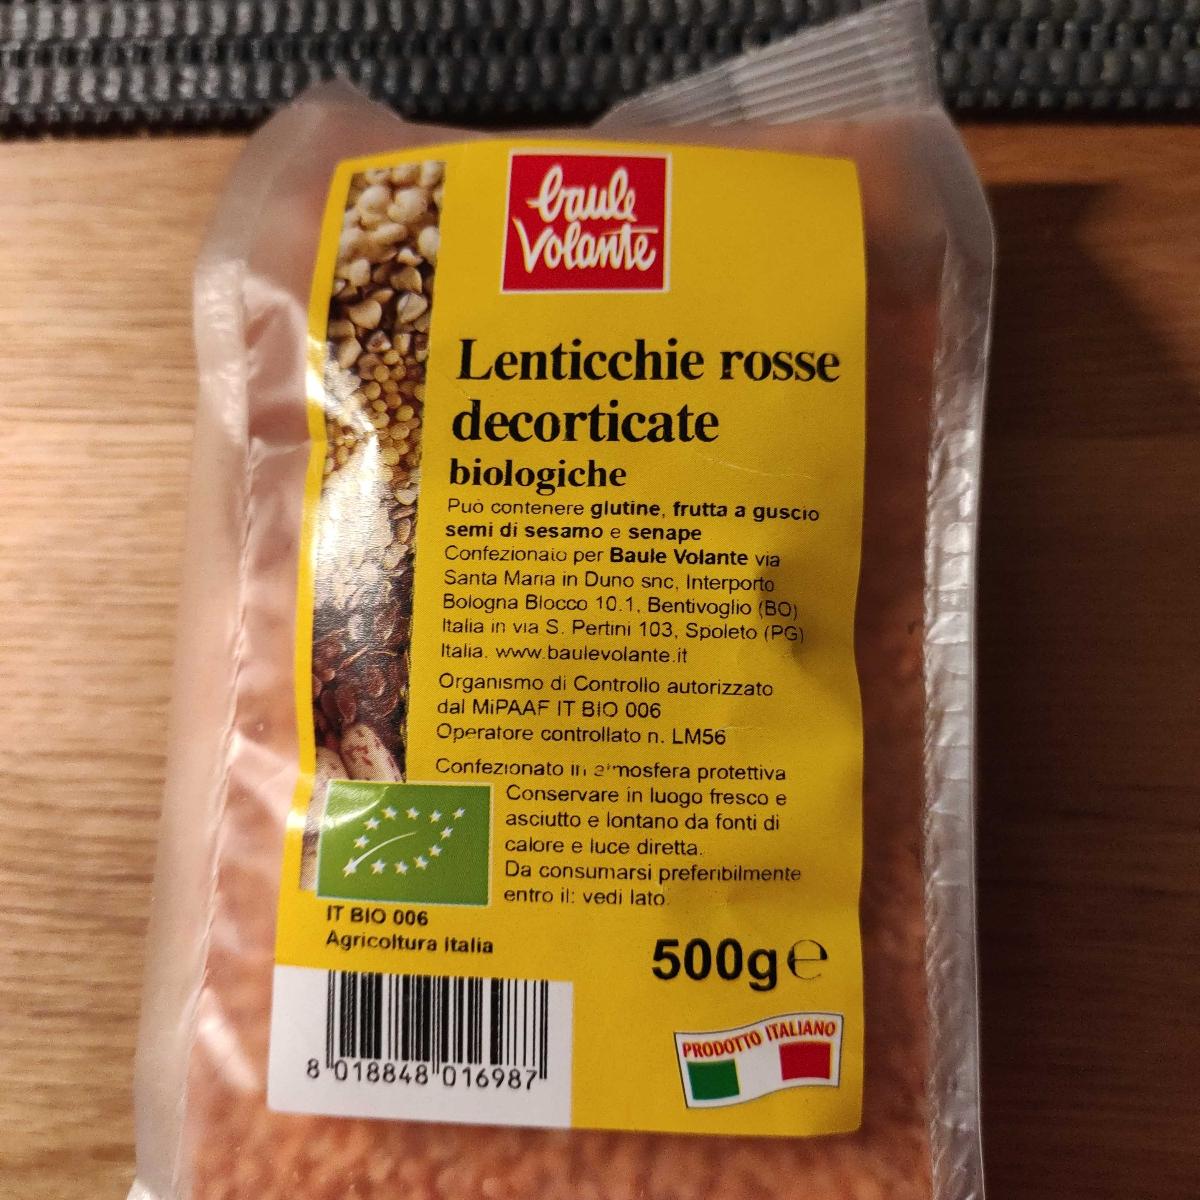 baule
volante
Lenticchie rosse
decorticate
biologiche
Può contenere glutine, frutta a guscio
semi di sesamo e senape
Confezionato per Baule Volante via
Santa Maria in Duno snc, Interporto
Bologna Blocco 10.1, Bentivoglio (BO)
Italia in via S. Pertini 103, Spoleto (PG)
Italia. www.baulevolante.it
Organismo di Controllo autorizzato
dal MiPAAF IT BIO 006
Operatore controllato n. LM56
Confezionato in atmosfera protettiva
Conservare in luogo fresco e
asciutto e lontano da fonti di
calore e luce diretta.
Da consumarsi preferibilmente
entro il: vedi lato.
IT BIO 006
Agricoltura Italia
500g e
8 018848 016987
PRODOTTO ITALIANO